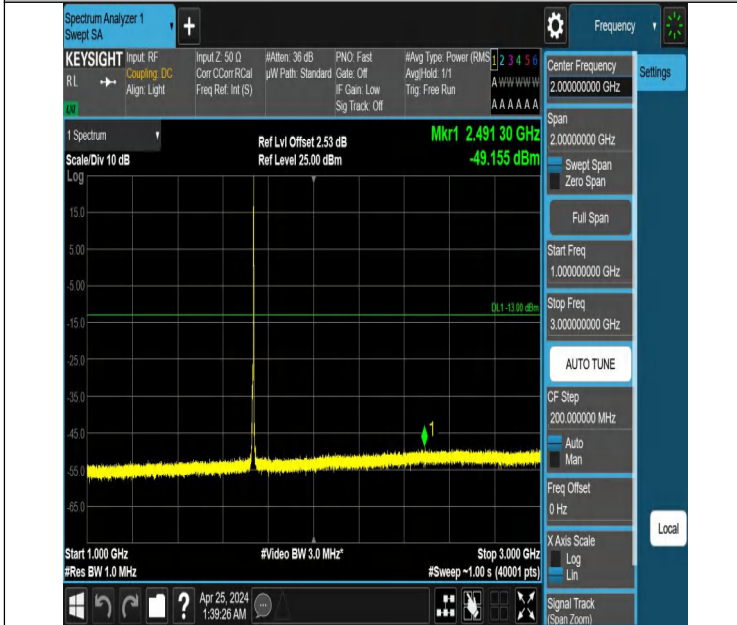 Spectrum Analyzer 1
Swept SA
Frequency
KEYSIGHT
RL
Input: RF
Coupling: DC
Align: Light
Input Z: 50 Ω
Corr CCorr RCal
Freq Ref: Int (S)
#Atten: 36 dB
µW Path: Standard
PNO: Fast
Gate: Off
IF Gain: Low
Sig Track: Off
#Avg Type: Power (RMS
Avg|Hold: 1/1
Trig: Free Run
1 2 3 4 5 6
A W W W W W
A A A A A A
1 Spectrum
Scale/Div 10 dB
Log
Ref Lvl Offset 2.53 dB
Ref Level 25.00 dBm
Mkr1 2.491 30 GHz
-49.155 dBm
15.0
5.00
-5.00
-15.0
-25.0
-35.0
-45.0
-55.0
-65.0
DL1 -13.00 dBm
1
Start 1.000 GHz
#Res BW 1.0 MHz
#Video BW 3.0 MHz*
Stop 3.000 GHz
#Sweep ~1.00 s (40001 pts)
Apr 25, 2024
1:39:26 AM
Center Frequency
2.000000000 GHz
Settings
Span
2.00000000 GHz
Swept Span
Zero Span
Full Span
Start Freq
1.000000000 GHz
Stop Freq
3.000000000 GHz
AUTO TUNE
CF Step
200.000000 MHz
Auto
Man
Freq Offset
0 Hz
X Axis Scale
Log
Lin
Local
Signal Track
(Span Zoom)